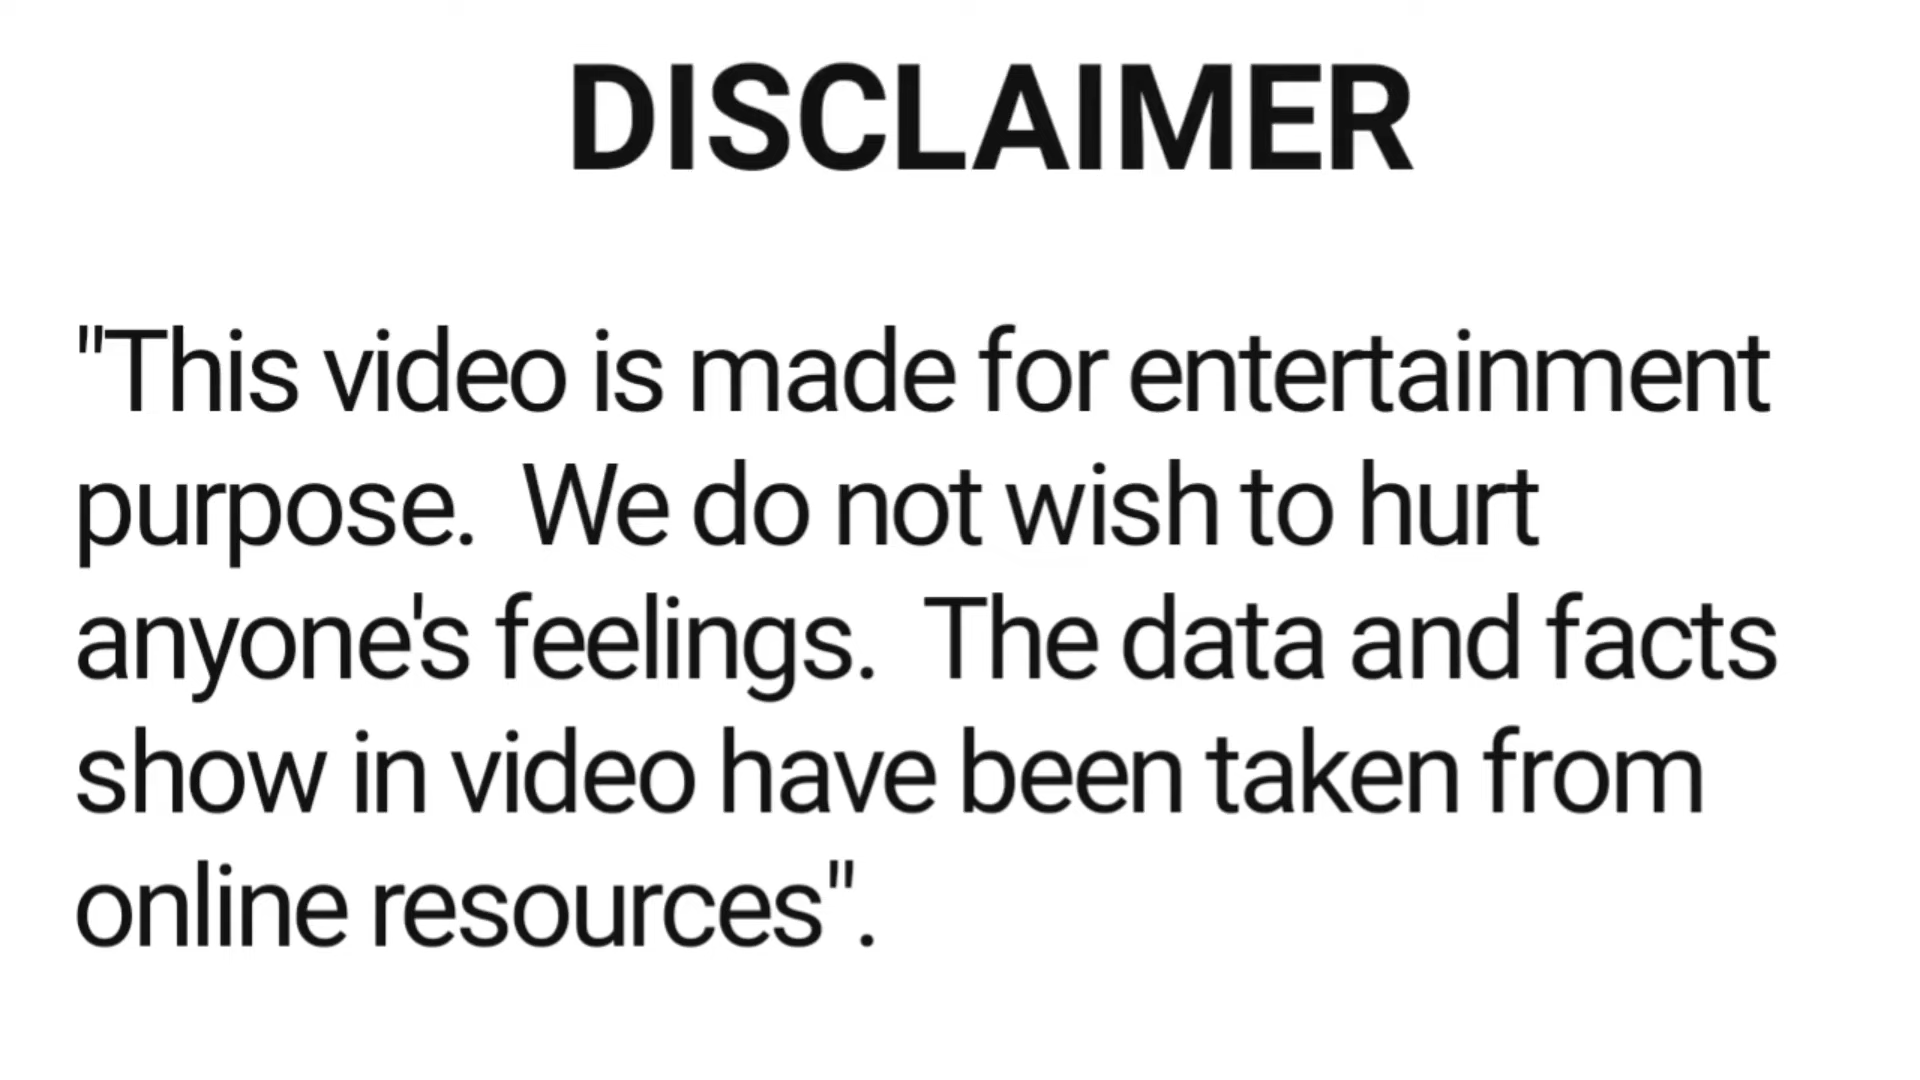 DISCLAIMER
"This video is made for entertainment
purpose.  We do not wish to hurt
anyone's feelings.  The data and facts
show in video have been taken from
online resources".